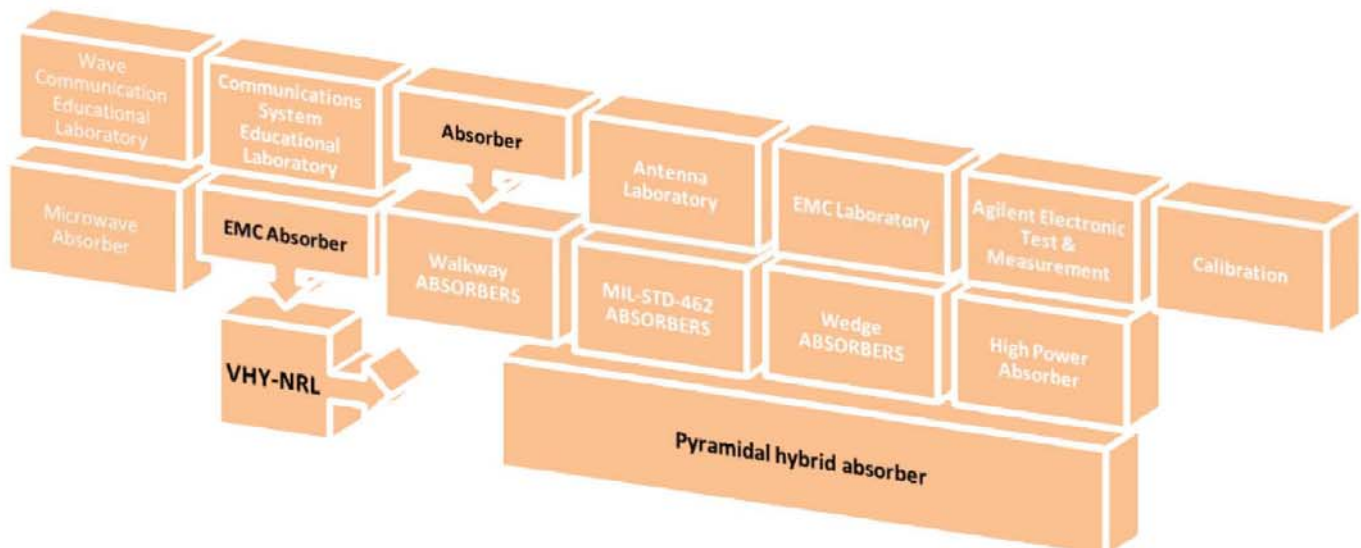 Wave
Communication
Educational
Laboratory
Communications
System
Educational
Laboratory
Absorber
Antenna
Laboratory
EMC Laboratory
Agilent Electronic
Test &
Measurement
Calibration
Microwave
Absorber
EMC Absorber
Walkway
ABSORBERS
MIL-STD-462
ABSORBERS
Wedge
ABSORBERS
High Power
Absorber
VHY-NRL
Pyramidal hybrid absorber